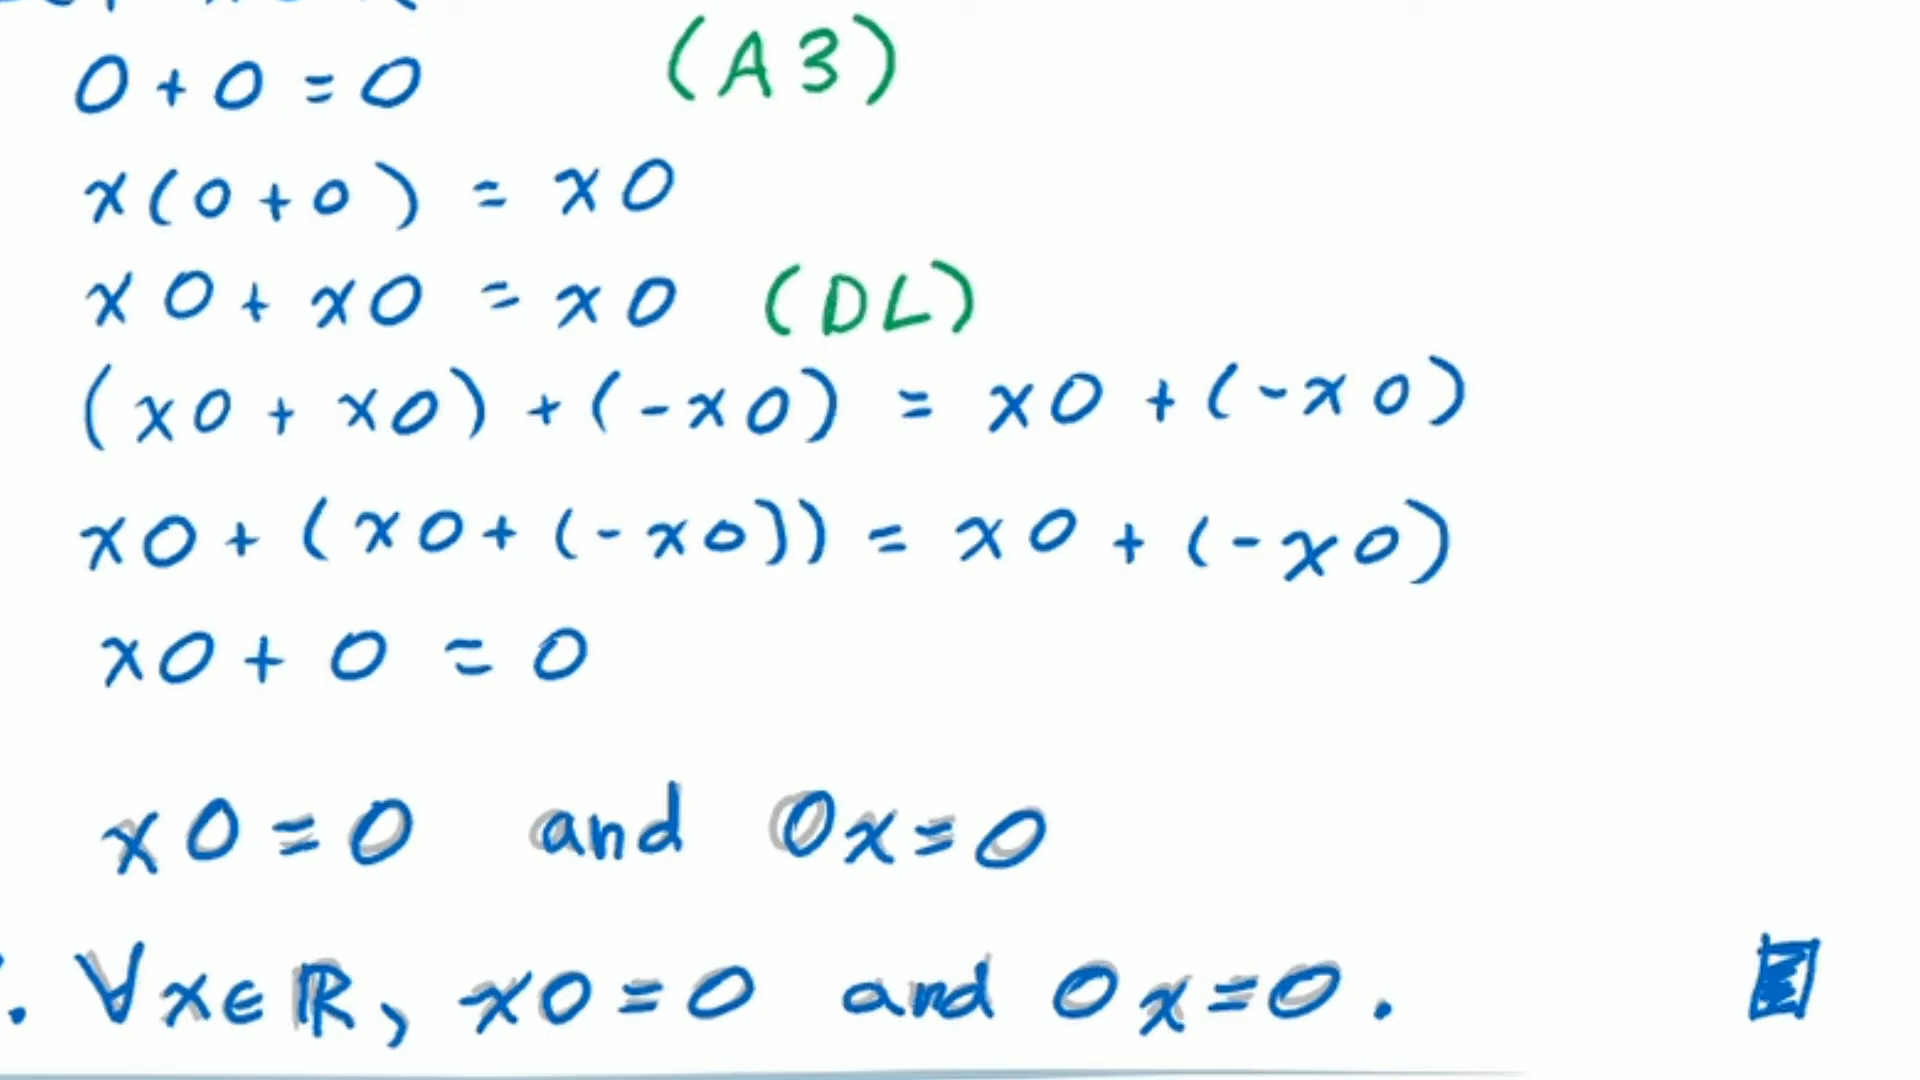 0 + 0 = 0 (A3)
x(0+0) = x0
x0 + x0 = x0 (DL)
(x0 + x0) + (-x0) = x0 + (-x0)
x0 + (x0 + (-x0)) = x0 + (-x0)
x0 + 0 = 0
x0 = 0 and 0x = 0
∀x∈ℝ, x0 = 0 and 0x = 0.